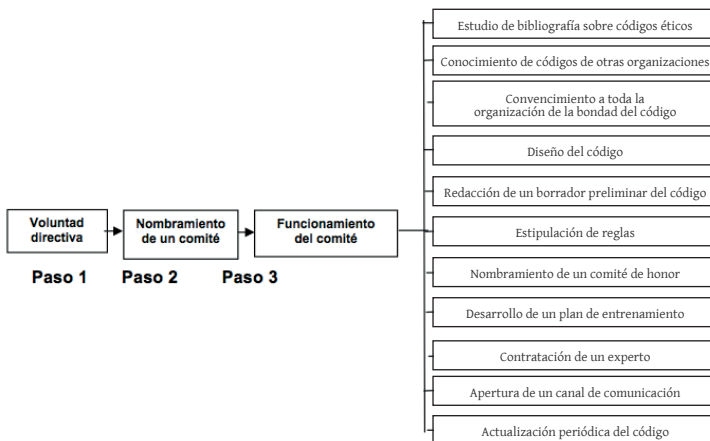 Voluntad
directiva
Nombramiento
de un comité
Funcionamiento
del comité
Paso 1
Paso 2
Paso 3
Estudio de bibliografía sobre códigos éticos
Conocimiento de códigos de otras organizaciones
Convencimiento a toda la
organización de la bondad del código
Diseño del código
Redacción de un borrador preliminar del código
Estipulación de reglas
Nombramiento de un comité de honor
Desarrollo de un plan de entrenamiento
Contratación de un experto
Apertura de un canal de comunicación
Actualización periódica del código